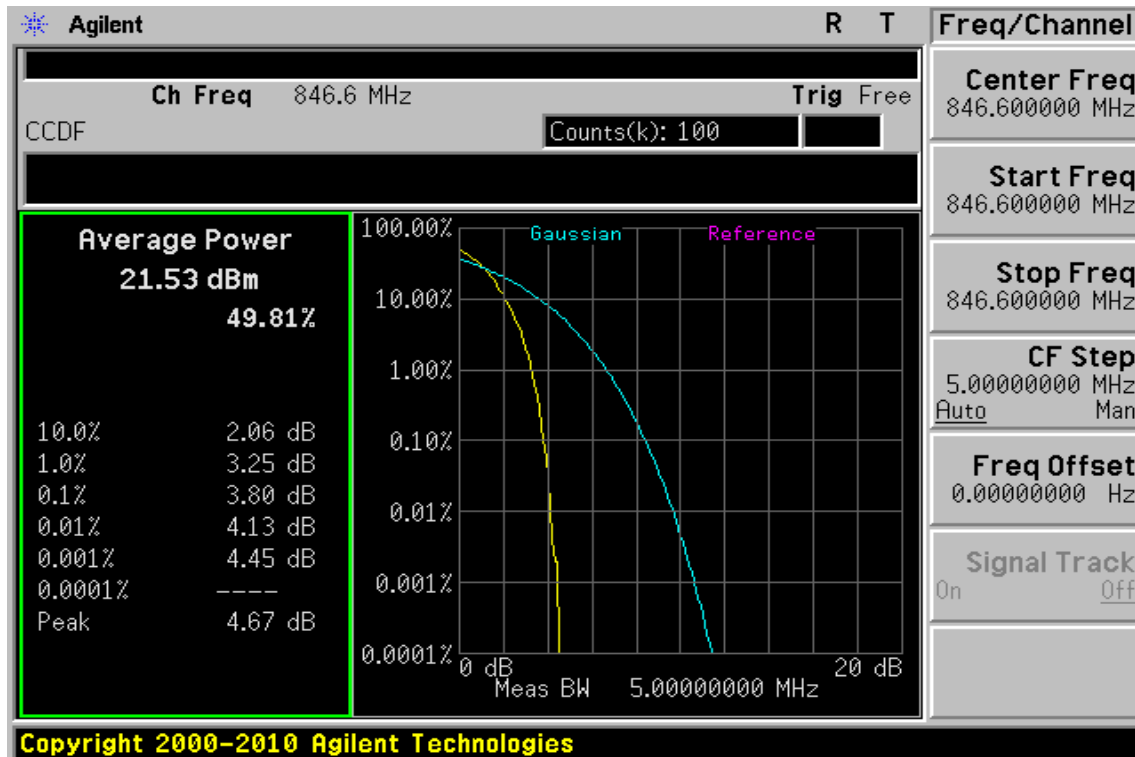 Agilent R T Freq/Channel
Ch Freq 846.6 MHz Trig Free
CCDF Counts(k): 100
Average Power
21.53 dBm
49.81%
10.0% 2.06 dB
1.0% 3.25 dB
0.1% 3.80 dB
0.01% 4.13 dB
0.001% 4.45 dB
0.0001% ----
Peak 4.67 dB
Gaussian Reference
100.00%
10.00%
1.00%
0.10%
0.01%
0.001%
0.0001%
0 dB 20 dB
Meas BW 5.00000000 MHz
Center Freq
846.600000 MHz
Start Freq
846.600000 MHz
Stop Freq
846.600000 MHz
CF Step
5.00000000 MHz
Auto Man
Freq Offset
0.00000000 Hz
Signal Track
On Off
Copyright 2000-2010 Agilent Technologies